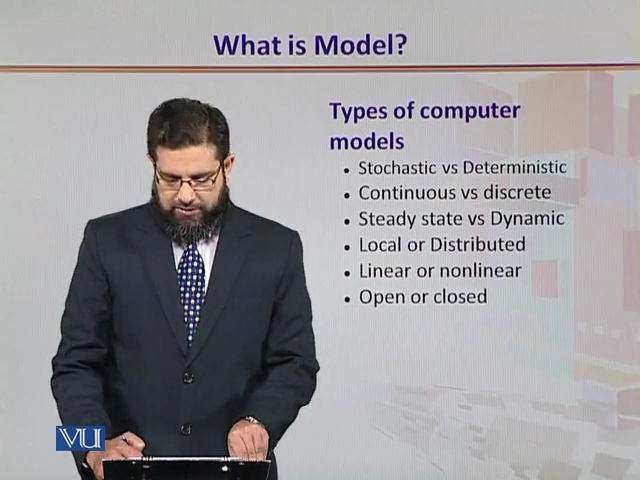 What is Model?
Types of computer
models
• Stochastic vs Deterministic
• Continuous vs discrete
• Steady state vs Dynamic
• Local or Distributed
• Linear or nonlinear
• Open or closed
VU